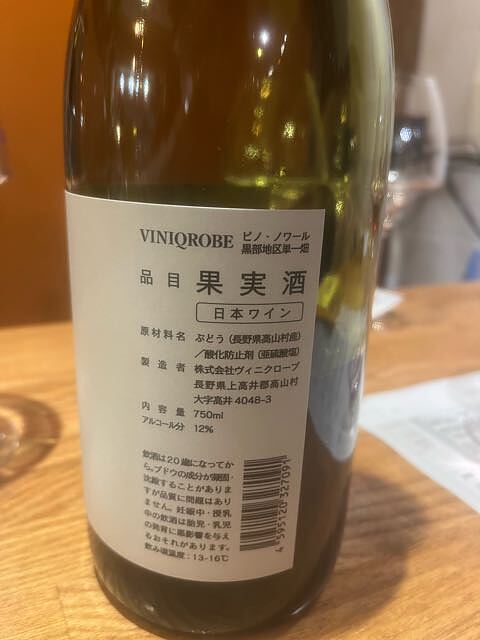 VINIQROBE ピノ・ノワール
黒部地区単一畑
品目 果実酒
日本ワイン
原材料名 ぶどう(長野県高山村産)
／酸化防止剤(亜硫酸塩)
製造者 株式会社ヴィニクローブ
長野県上高井郡高山村
大字高井4048-3
内容量 750ml
アルコール分 12%
飲酒は20歳になってか
ら。ブドウの成分が凝固・
沈殿することがありま
すが品質に問題はあり
ません。妊娠中・授乳
中の飲酒は胎児・乳児
の発育に悪影響を与え
るおそれがあります。
飲み頃温度:13-16℃
4 595120 327091